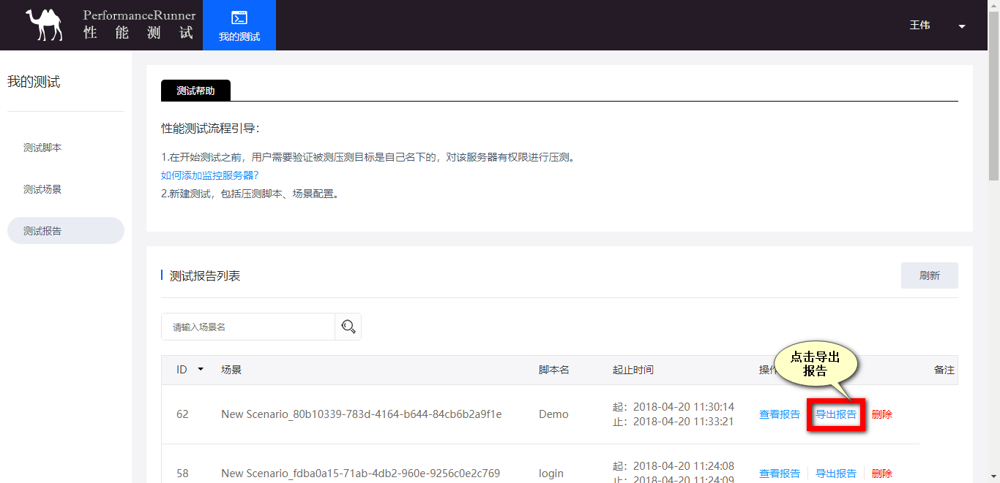 PerformanceRunner
性能测试
我的测试
王伟
我的测试
测试脚本
测试场景
测试报告
测试帮助
性能测试流程引导：
1.在开始测试之前，用户需要验证被测压测目标是自己名下的，对该服务器有权限进行压测。
如何添加监控服务器？
2.新建测试，包括压测脚本、场景配置。
测试报告列表
刷新
请输入场景名
点击导出
报告
ID 场景 脚本名 起止时间 操作 备注
62 New Scenario_80b10339-783d-4164-b644-84cb6b2a9f1e Demo 起：2018-04-20 11:30:14 查看报告 导出报告 删除
止：2018-04-20 11:33:21
58 New Scenario_fdba0a15-71ab-4db2-960e-9256c0e2c769 login 起：2018-04-20 11:24:08 查看报告 导出报告 删除
止：2018-04-20 11:24:09